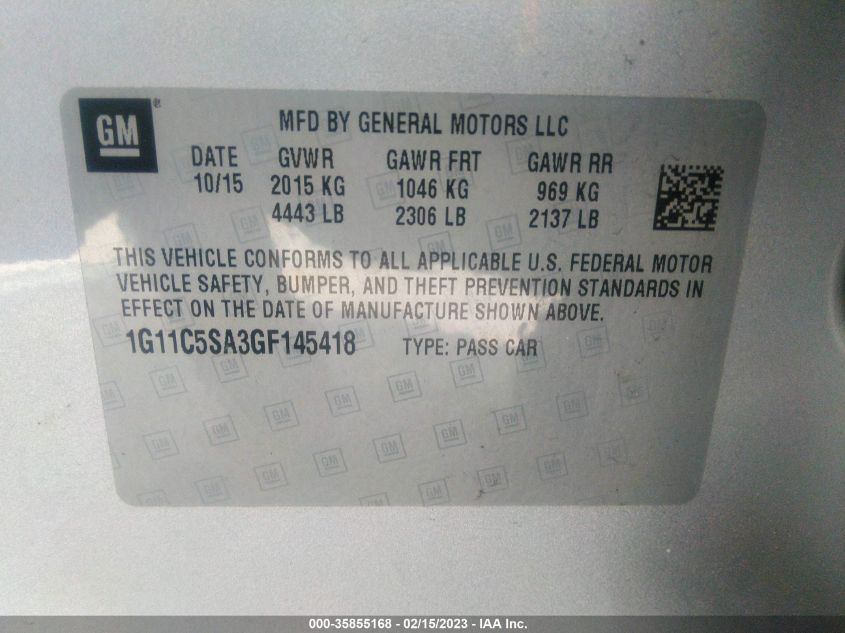 GM
MFD BY GENERAL MOTORS LLC
DATE GVWR GAWR FRT GAWR RR
10/15 2015 KG 1046 KG 969 KG
4443 LB 2306 LB 2137 LB
THIS VEHICLE CONFORMS TO ALL APPLICABLE U.S. FEDERAL MOTOR
VEHICLE SAFETY, BUMPER, AND THEFT PREVENTION STANDARDS IN
EFFECT ON THE DATE OF MANUFACTURE SHOWN ABOVE.
1G11C5SA3GF145418 TYPE: PASS CAR
000-35855168 - 02/15/2023 - IAA Inc.